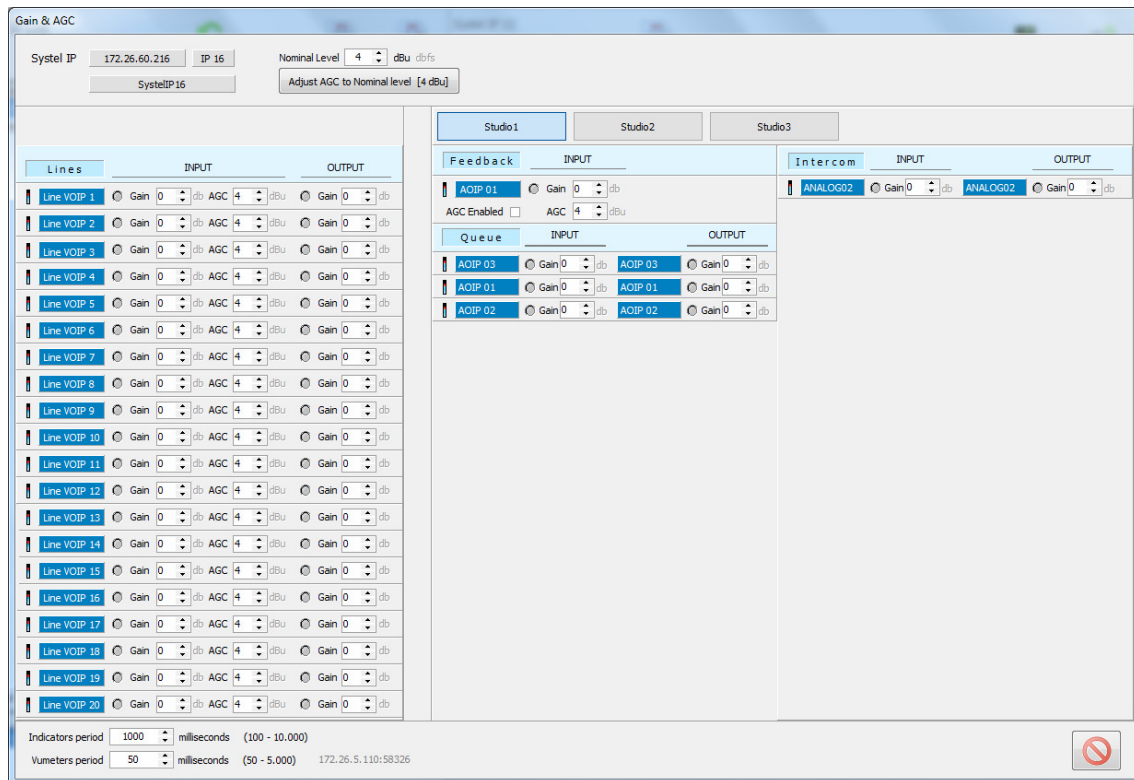 Gain & AGC
Systel IP 172.26.60.216 IP 16 Nominal Level 4 dBu dbfs
SystelIP16 Adjust AGC to Nominal level [4 dBu]
Studio1 Studio2 Studio3
Lines INPUT OUTPUT
Line VOIP 1 Gain 0 db AGC 4 dBu Gain 0 db
Line VOIP 2 Gain 0 db AGC 4 dBu Gain 0 db
Line VOIP 3 Gain 0 db AGC 4 dBu Gain 0 db
Line VOIP 4 Gain 0 db AGC 4 dBu Gain 0 db
Line VOIP 5 Gain 0 db AGC 4 dBu Gain 0 db
Line VOIP 6 Gain 0 db AGC 4 dBu Gain 0 db
Line VOIP 7 Gain 0 db AGC 4 dBu Gain 0 db
Line VOIP 8 Gain 0 db AGC 4 dBu Gain 0 db
Line VOIP 9 Gain 0 db AGC 4 dBu Gain 0 db
Line VOIP 10 Gain 0 db AGC 4 dBu Gain 0 db
Line VOIP 11 Gain 0 db AGC 4 dBu Gain 0 db
Line VOIP 12 Gain 0 db AGC 4 dBu Gain 0 db
Line VOIP 13 Gain 0 db AGC 4 dBu Gain 0 db
Line VOIP 14 Gain 0 db AGC 4 dBu Gain 0 db
Line VOIP 15 Gain 0 db AGC 4 dBu Gain 0 db
Line VOIP 16 Gain 0 db AGC 4 dBu Gain 0 db
Line VOIP 17 Gain 0 db AGC 4 dBu Gain 0 db
Line VOIP 18 Gain 0 db AGC 4 dBu Gain 0 db
Line VOIP 19 Gain 0 db AGC 4 dBu Gain 0 db
Line VOIP 20 Gain 0 db AGC 4 dBu Gain 0 db
Feedback INPUT
AOIP 01 Gain 0 db
AGC Enabled AGC 4 dBu
Queue INPUT OUTPUT
AOIP 03 Gain 0 db AOIP 03 Gain 0 db
AOIP 01 Gain 0 db AOIP 01 Gain 0 db
AOIP 02 Gain 0 db AOIP 02 Gain 0 db
Intercom INPUT OUTPUT
ANALOG02 Gain 0 db ANALOG02 Gain 0 db
Indicators period 1000 miliseconds (100 - 10.000)
Vumeters period 50 miliseconds (50 - 5.000) 172.26.5.110:58326